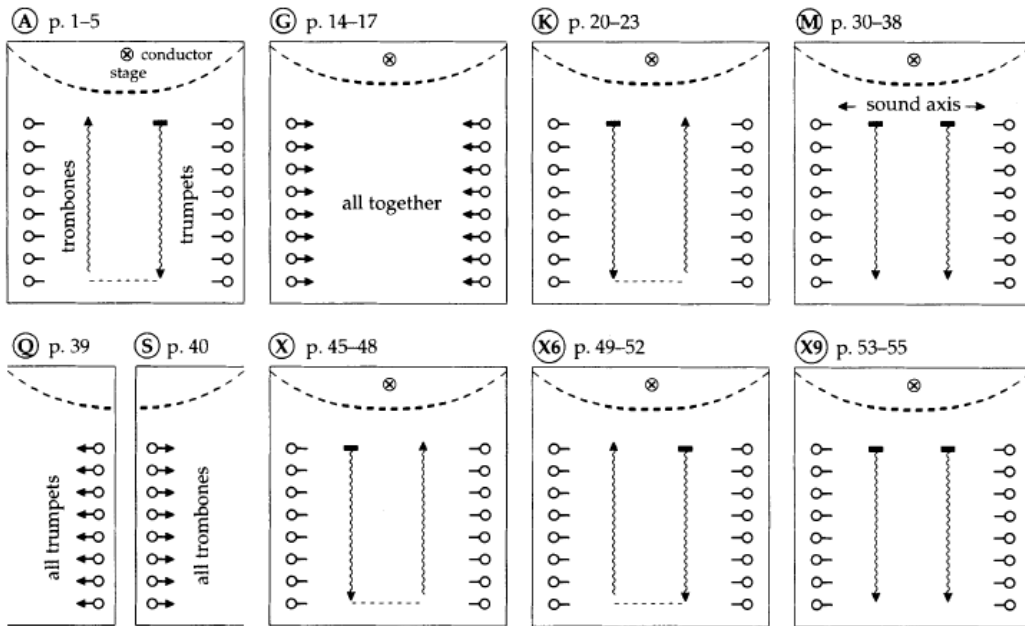 A p. 1–5
G p. 14–17
K p. 20–23
M p. 30–38
conductor
stage
sound axis
trombones
trumpets
all together
Q p. 39
S p. 40
X p. 45–48
X6 p. 49–52
X9 p. 53–55
all trumpets
all trombones